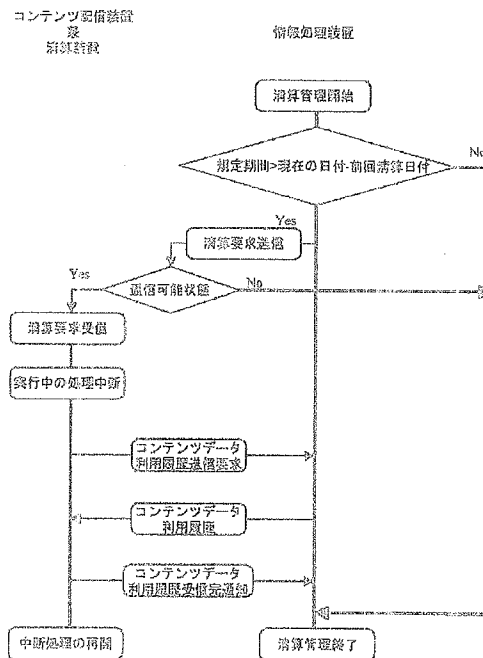 コンテンツ配信装置
兼
清算装置
情報処理装置
清算管理開始
規定期間>現在の日付-前回清算日付
No
Yes
清算要求送信
Yes
通信可能状態
No
清算要求受信
実行中の処理中断
コンテンツデータ
利用履歴送信要求
コンテンツデータ
利用履歴
コンテンツデータ
利用履歴受信完通知
中断処理の再開
清算管理終了